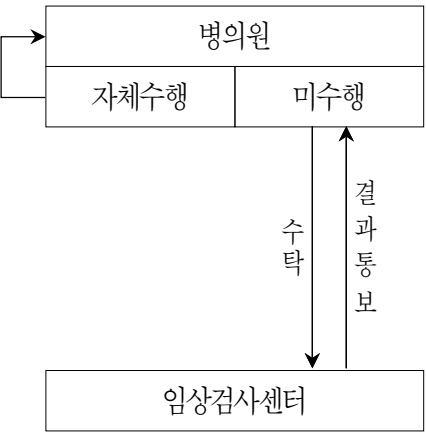 병의원
자체수행
미수행
수탁
결과통보
임상검사센터